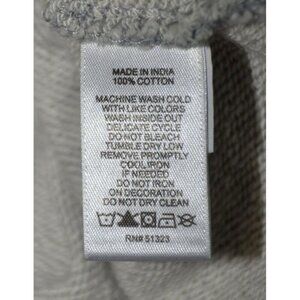 MADE IN INDIA
100% COTTON
MACHINE WASH COLD
WITH LIKE COLORS
WASH INSIDE OUT
DELICATE CYCLE
DO NOT BLEACH
TUMBLE DRY LOW
REMOVE PROMPTLY
COOL IRON
IF NEEDED
DO NOT IRON
ON DECORATION
DO NOT DRY CLEAN
RN# 51323